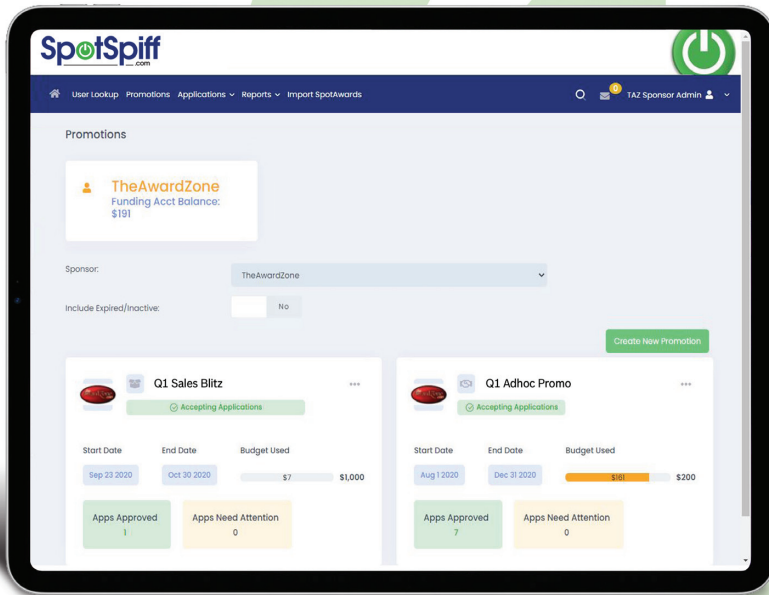 SpotSpiff
.com
User Lookup Promotions Applications Reports Import SpotAwards 0 TAZ Sponsor Admin
Promotions
TheAwardZone
Funding Acct Balance:
$191
Sponsor: TheAwardZone
Include Expired/Inactive: No
Create New Promotion
Q1 Sales Blitz
Accepting Applications
Start Date End Date Budget Used
Sep 23 2020 Oct 30 2020 $7 $1,000
Apps Approved Apps Need Attention
1 0
Q1 Adhoc Promo
Accepting Applications
Start Date End Date Budget Used
Aug 1 2020 Dec 31 2020 $161 $200
Apps Approved Apps Need Attention
7 0